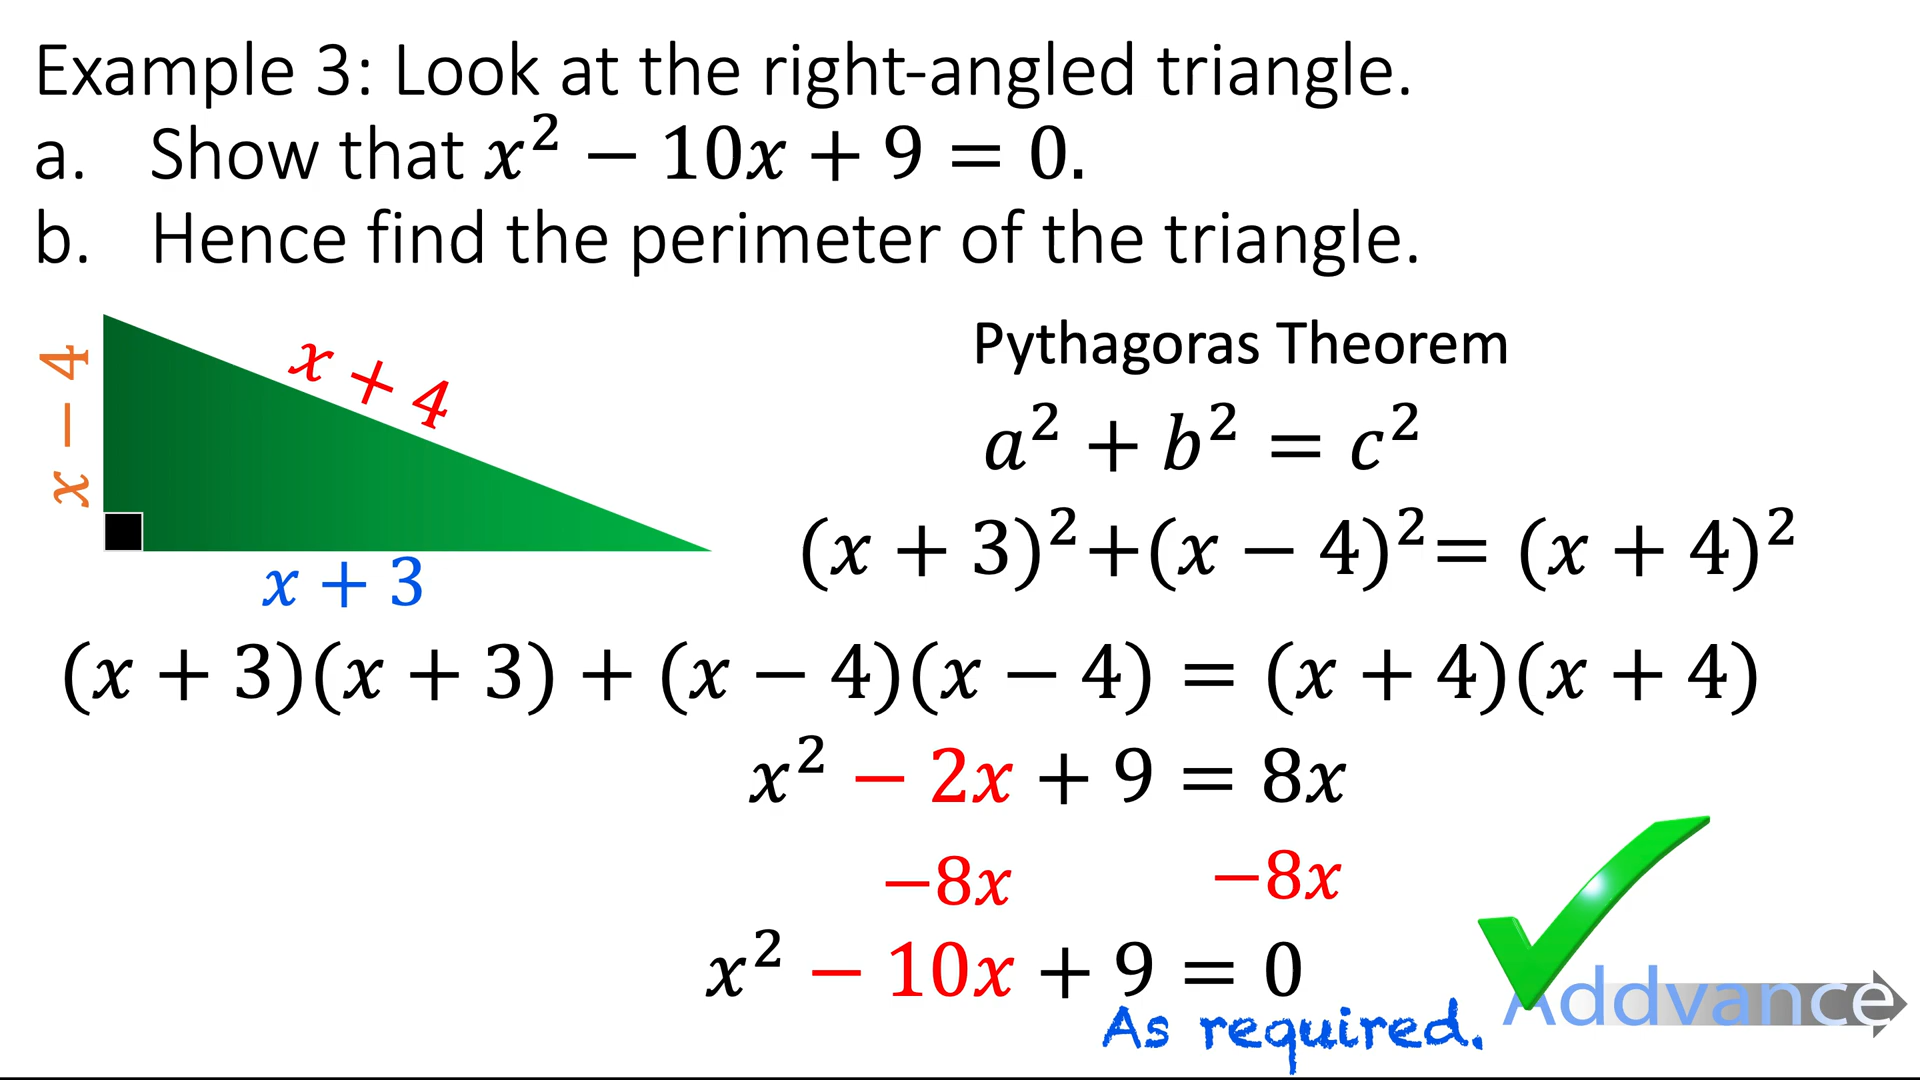 Example 3: Look at the right-angled triangle.
a. Show that x² − 10x + 9 = 0.
b. Hence find the perimeter of the triangle.
x − 4
x + 4
x + 3
Pythagoras Theorem
a² + b² = c²
(x + 3)²+(x − 4)²= (x + 4)²
(x + 3)(x + 3) + (x − 4)(x − 4) = (x + 4)(x + 4)
x² − 2x + 9 = 8x
−8x −8x
x² − 10x + 9 = 0
As required.
Addvance